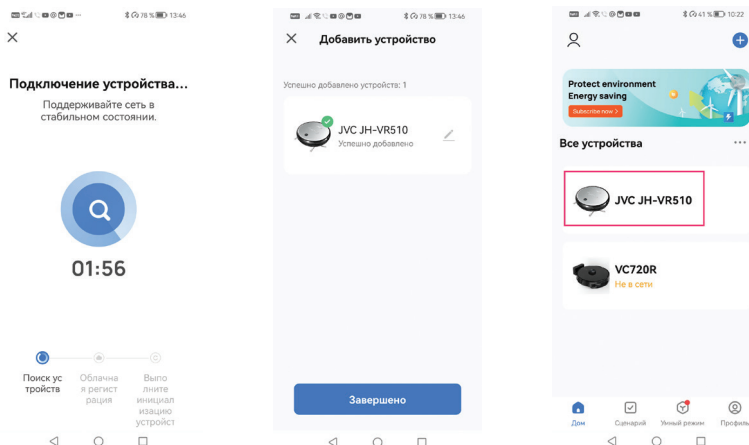 78 % 13:46
Подключение устройства...
Поддерживайте сеть в
стабильном состоянии.
01:56
Поиск ус
тройств
Облачна
я регист
рация
Выпо
лните
инициал
изацию
устройст
78 % 13:46
Добавить устройство
Успешно добавлено устройств: 1
JVC JH-VR510
Успешно добавлено
Завершено
41 % 10:22
Protect environment
Energy saving
Subscribe now >
Все устройства
JVC JH-VR510
VC720R
Не в сети
Дом
Сценарий
Умный режим
Профиль